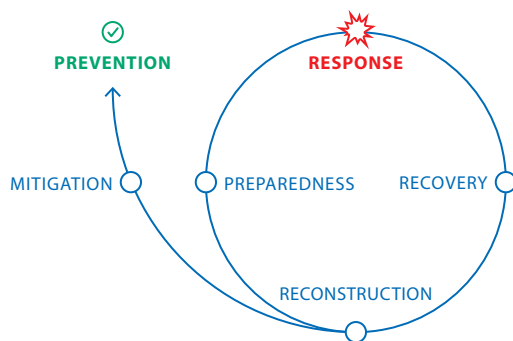 PREVENTION
RESPONSE
MITIGATION
PREPAREDNESS
RECOVERY
RECONSTRUCTION